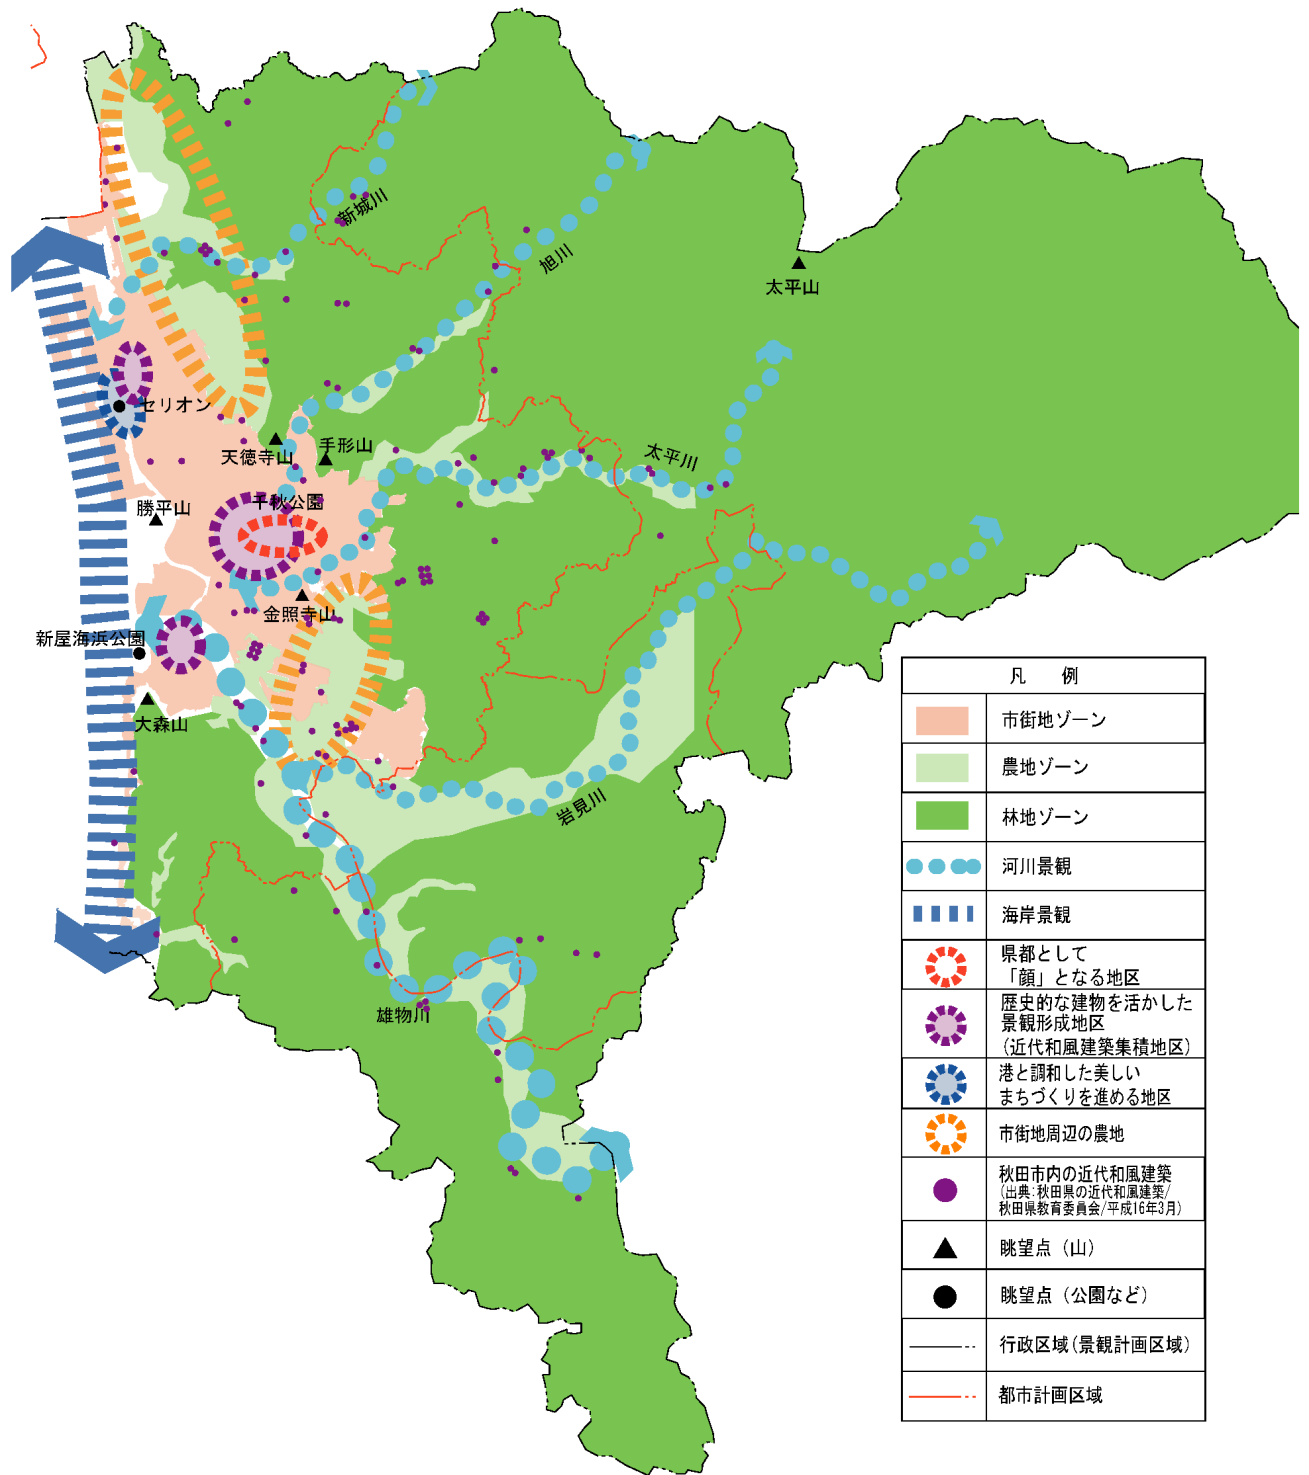 新城川
旭川
太平山
セリオン
天徳寺山
手形山
太平川
勝平山
千秋公園
金照寺山
新屋海浜公園
大森山
岩見川
雄物川
凡 例
市街地ゾーン
農地ゾーン
林地ゾーン
河川景観
海岸景観
県都として
「顔」となる地区
歴史的な建物を活かした
景観形成地区
(近代和風建築集積地区)
港と調和した美しい
まちづくりを進める地区
市街地周辺の農地
秋田市内の近代和風建築
(出典:秋田県の近代和風建築/
秋田県教育委員会/平成16年3月)
眺望点（山）
眺望点（公園など）
行政区域(景観計画区域)
都市計画区域